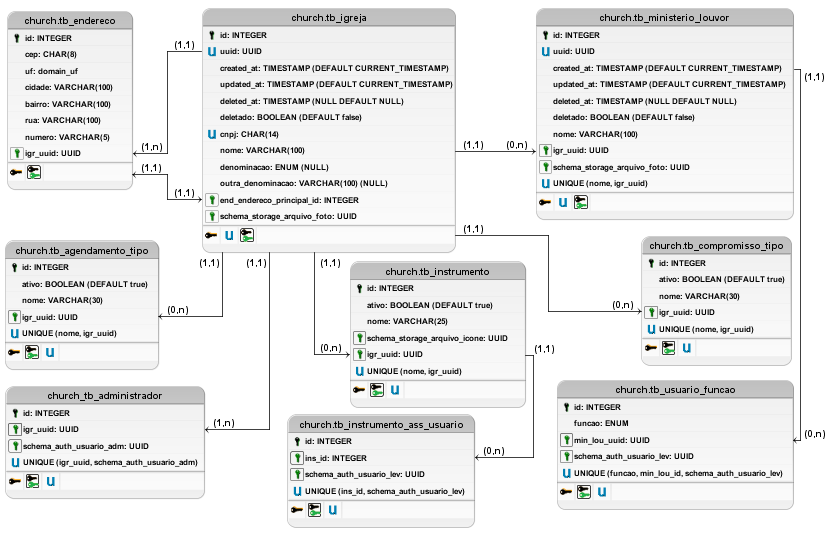 church.tb_endereco
id: INTEGER
cep: CHAR(8)
uf: domain_uf
cidade: VARCHAR(100)
bairro: VARCHAR(100)
rua: VARCHAR(100)
numero: VARCHAR(5)
igr_uuid: UUID
church.tb_igreja
id: INTEGER
uuid: UUID
created_at: TIMESTAMP (DEFAULT CURRENT_TIMESTAMP)
updated_at: TIMESTAMP (DEFAULT CURRENT_TIMESTAMP)
deleted_at: TIMESTAMP (NULL DEFAULT NULL)
deletado: BOOLEAN (DEFAULT false)
cnpj: CHAR(14)
nome: VARCHAR(100)
denominacao: ENUM (NULL)
outra_denominacao: VARCHAR(100) (NULL)
end_endereco_principal_id: INTEGER
schema_storage_arquivo_foto: UUID
church.tb_ministerio_louvor
id: INTEGER
uuid: UUID
created_at: TIMESTAMP (DEFAULT CURRENT_TIMESTAMP)
updated_at: TIMESTAMP (DEFAULT CURRENT_TIMESTAMP)
deleted_at: TIMESTAMP (NULL DEFAULT NULL)
deletado: BOOLEAN (DEFAULT false)
nome: VARCHAR(100)
igr_uuid: UUID
schema_storage_arquivo_foto: UUID
UNIQUE (nome, igr_uuid)
(1,1)
(1,n)
(1,1)
(1,1)
(1,1)
(0,n)
(1,1)
(1,1)
church.tb_agendamento_tipo
id: INTEGER
ativo: BOOLEAN (DEFAULT true)
nome: VARCHAR(30)
igr_uuid: UUID
UNIQUE (nome, igr_uuid)
(1,1)
(0,n)
(1,1)
(1,1)
(0,n)
church.tb_instrumento
id: INTEGER
ativo: BOOLEAN (DEFAULT true)
nome: VARCHAR(25)
schema_storage_arquivo_icone: UUID
igr_uuid: UUID
UNIQUE (nome, igr_uuid)
church.tb_compromisso_tipo
id: INTEGER
ativo: BOOLEAN (DEFAULT true)
nome: VARCHAR(30)
igr_uuid: UUID
UNIQUE (nome, igr_uuid)
(0,n)
(1,1)
church_tb_administrador
id: INTEGER
igr_uuid: UUID
schema_auth_usuario_adm: UUID
UNIQUE (igr_uuid, schema_auth_usuario_adm)
(1,n)
church.tb_instrumento_ass_usuario
id: INTEGER
ins_id: INTEGER
schema_auth_usuario_lev: UUID
UNIQUE (ins_id, schema_auth_usuario_lev)
(0,n)
church.tb_usuario_funcao
id: INTEGER
funcao: ENUM
min_lou_uuid: UUID
schema_auth_usuario_lev: UUID
UNIQUE (funcao, min_lou_id, schema_auth_usuario_lev)
(0,n)